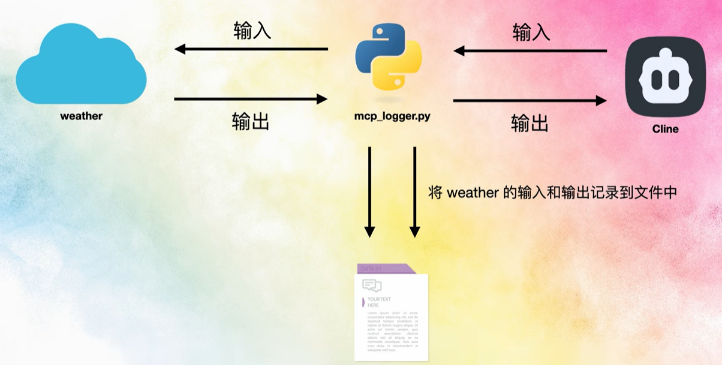 输入
输入
weather
mcp_logger.py
输出
输出
Cline
将 weather 的输入和输出记录到文件中
YOUR TEXT
HERE